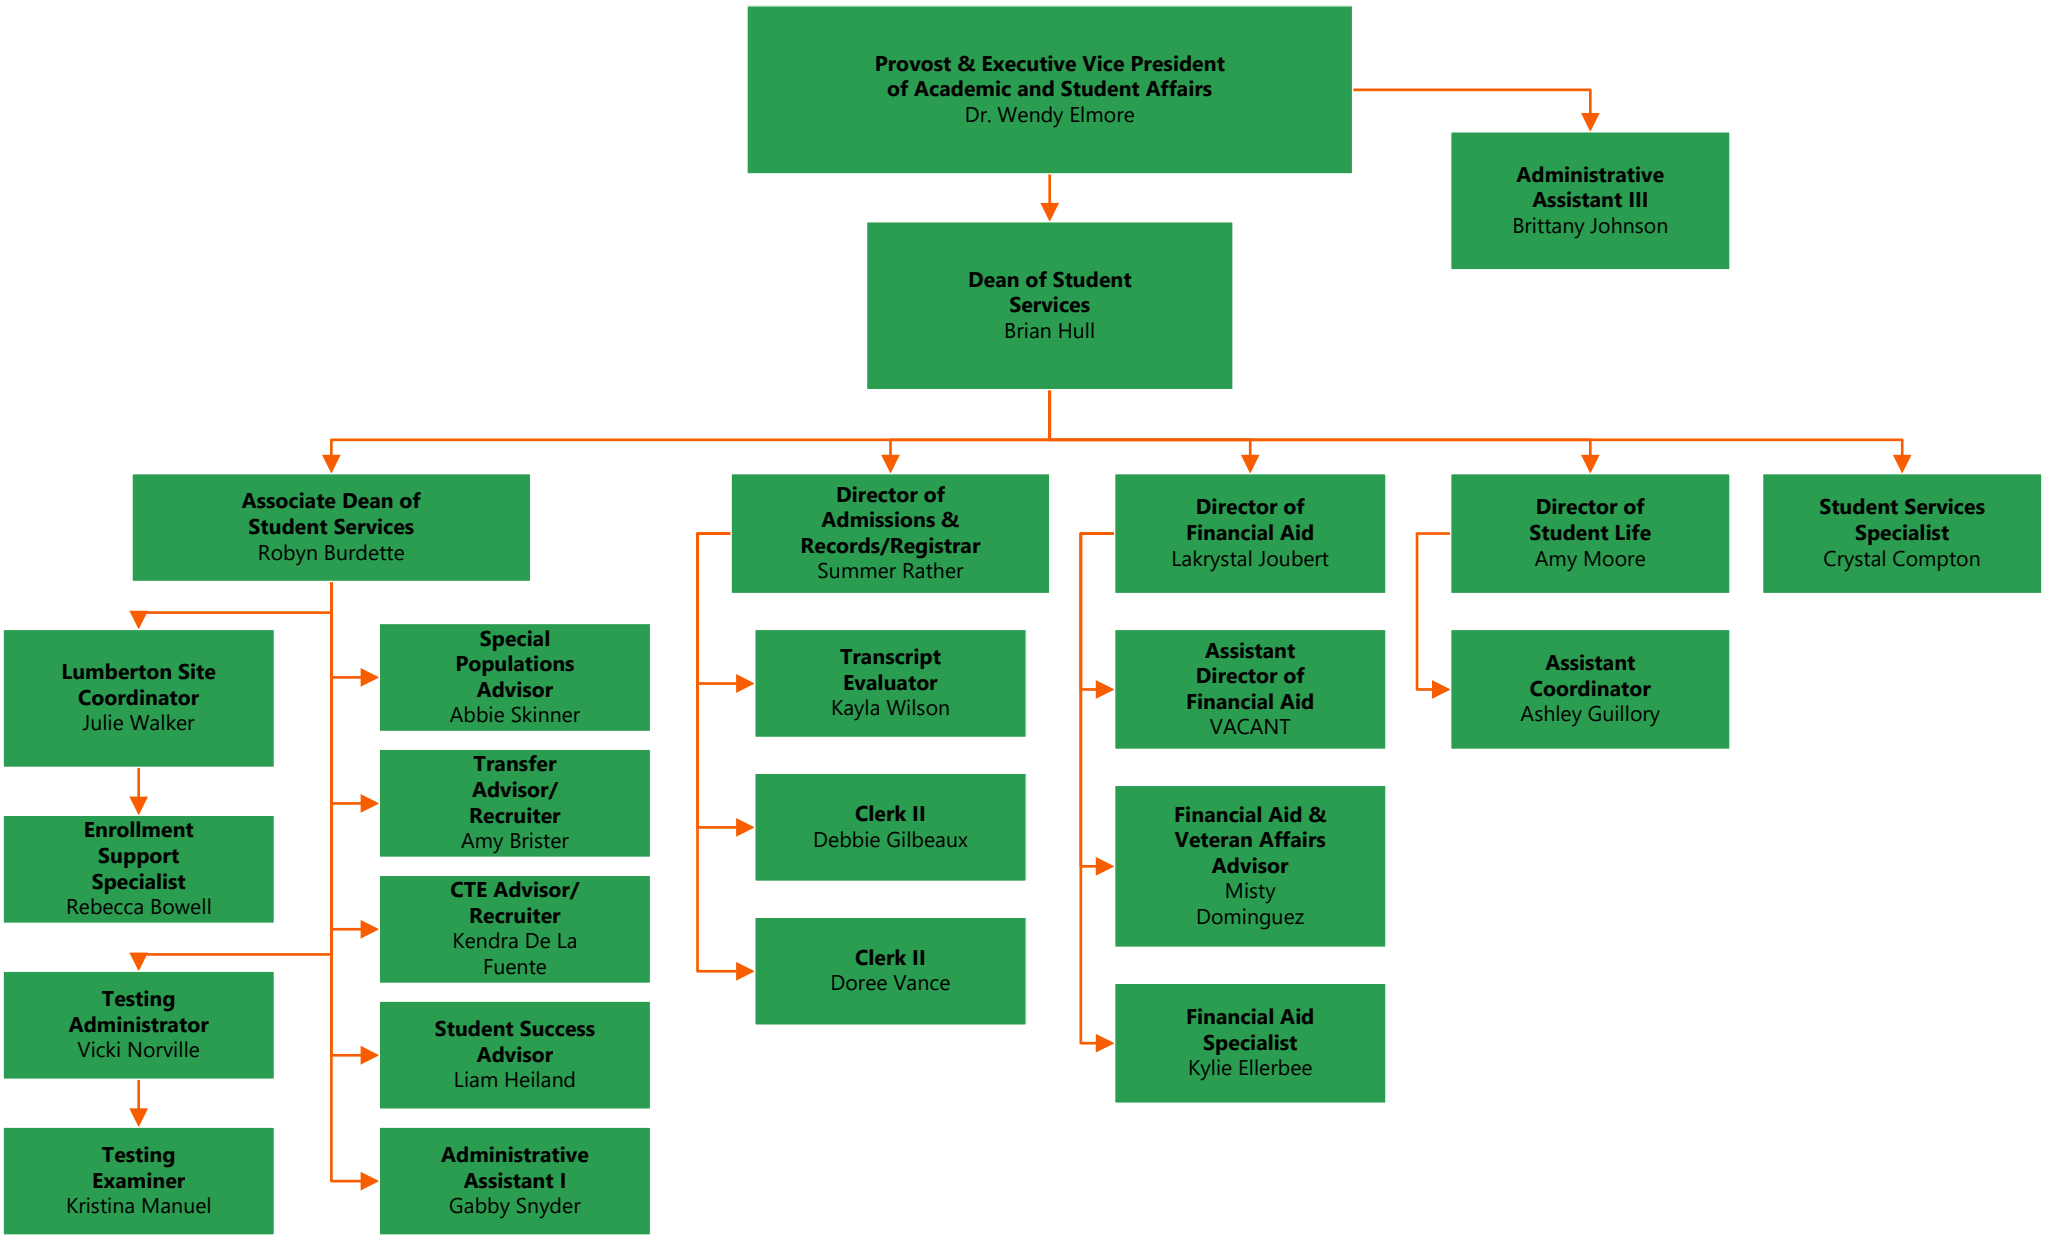 Provost & Executive Vice President
of Academic and Student Affairs
Dr. Wendy Elmore
Administrative
Assistant III
Brittany Johnson
Dean of Student
Services
Brian Hull
Associate Dean of
Student Services
Robyn Burdette
Director of
Admissions &
Records/Registrar
Summer Rather
Director of
Financial Aid
Lakrystal Joubert
Director of
Student Life
Amy Moore
Student Services
Specialist
Crystal Compton
Lumberton Site
Coordinator
Julie Walker
Enrollment
Support
Specialist
Rebecca Bowell
Testing
Administrator
Vicki Norville
Testing
Examiner
Kristina Manuel
Special
Populations
Advisor
Abbie Skinner
Transfer
Advisor/
Recruiter
Amy Brister
CTE Advisor/
Recruiter
Kendra De La
Fuente
Student Success
Advisor
Liam Heiland
Administrative
Assistant I
Gabby Snyder
Transcript
Evaluator
Kayla Wilson
Clerk II
Debbie Gilbeaux
Clerk II
Doree Vance
Assistant
Director of
Financial Aid
VACANT
Financial Aid &
Veteran Affairs
Advisor
Misty
Dominguez
Financial Aid
Specialist
Kylie Ellerbee
Assistant
Coordinator
Ashley Guillory